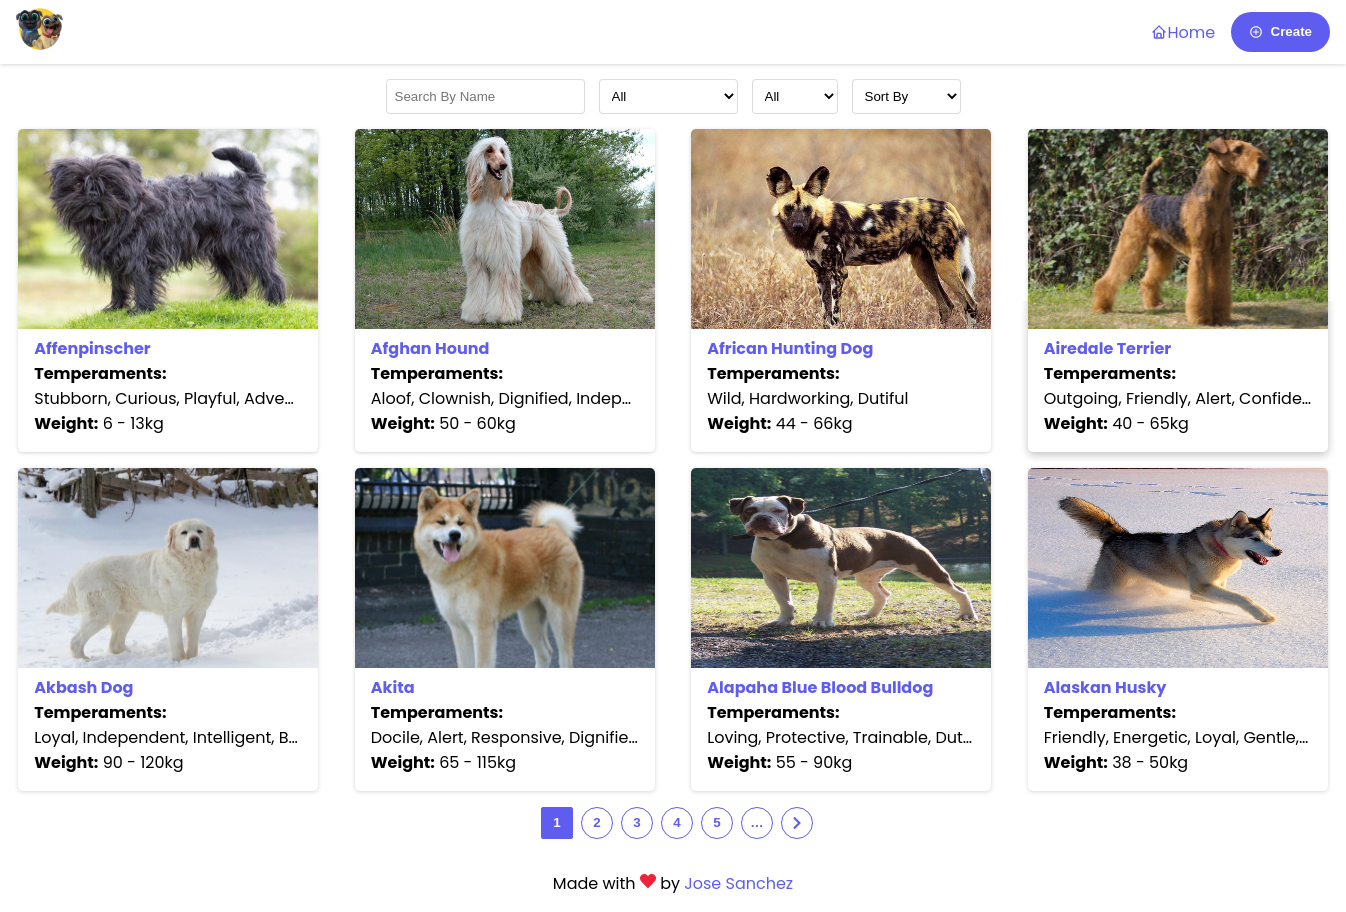 Home
Create
Search By Name
All
All
Sort By
Affenpinscher
Temperaments:
Stubborn, Curious, Playful, Adve...
Weight: 6 - 13kg
Afghan Hound
Temperaments:
Aloof, Clownish, Dignified, Indep...
Weight: 50 - 60kg
African Hunting Dog
Temperaments:
Wild, Hardworking, Dutiful
Weight: 44 - 66kg
Airedale Terrier
Temperaments:
Outgoing, Friendly, Alert, Confide...
Weight: 40 - 65kg
Akbash Dog
Temperaments:
Loyal, Independent, Intelligent, B...
Weight: 90 - 120kg
Akita
Temperaments:
Docile, Alert, Responsive, Dignifie...
Weight: 65 - 115kg
Alapaha Blue Blood Bulldog
Temperaments:
Loving, Protective, Trainable, Dut...
Weight: 55 - 90kg
Alaskan Husky
Temperaments:
Friendly, Energetic, Loyal, Gentle,...
Weight: 38 - 50kg
1 2 3 4 5 ...
Made with ❤ by Jose Sanchez